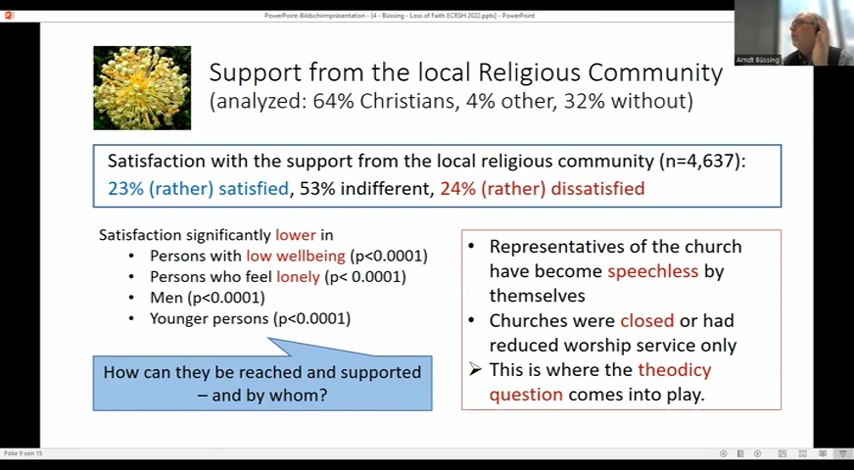 PowerPoint-Bildschirmpräsentation - [4 - Büssing - Loss of Faith ECRSH 2022.pptx] - PowerPoint
Arndt Büssing
Support from the local Religious Community
(analyzed: 64% Christians, 4% other, 32% without)
Satisfaction with the support from the local religious community (n=4,637):
23% (rather) satisfied, 53% indifferent, 24% (rather) dissatisfied
Satisfaction significantly lower in
• Persons with low wellbeing (p<0.0001)
• Persons who feel lonely (p< 0.0001)
• Men (p<0.0001)
• Younger persons (p<0.0001)
How can they be reached and supported
– and by whom?
• Representatives of the church
have become speechless by
themselves
• Churches were closed or had
reduced worship service only
➢ This is where the theodicy
question comes into play.
Folie 9 von 15